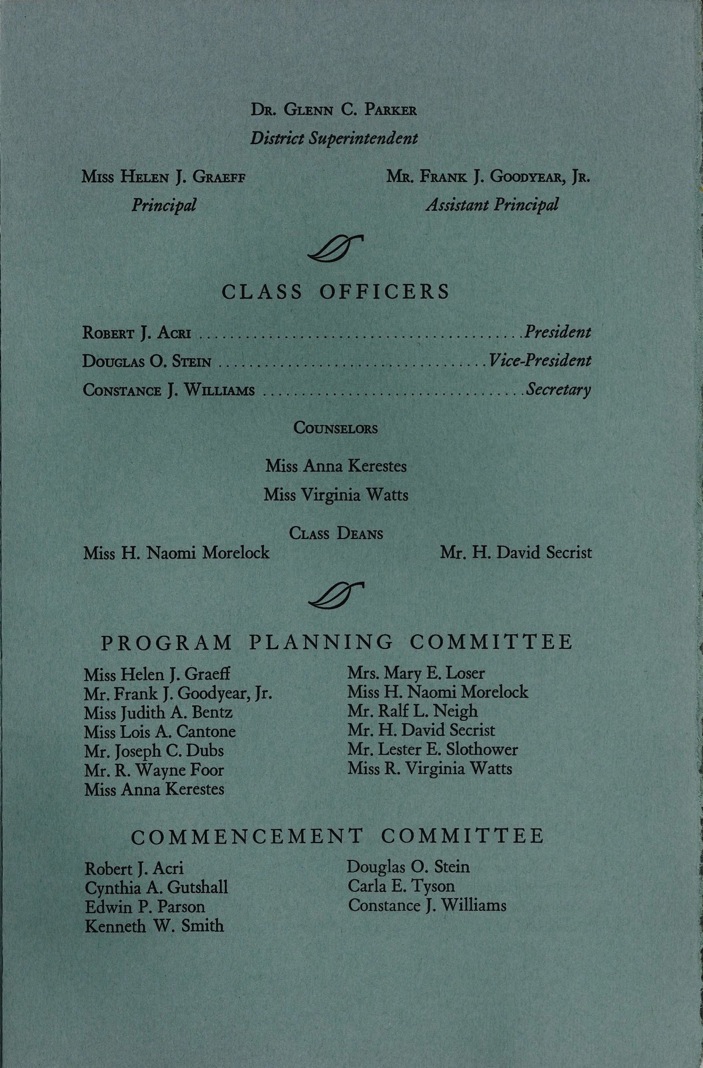 Dr. Glenn C. Parker
District Superintendent
Miss Helen J. Graeff Mr. Frank J. Goodyear, Jr.
Principal Assistant Principal
CLASS OFFICERS
Robert J. Acri ........................................ President
Douglas O. Stein ................................. Vice-President
Constance J. Williams ................................ Secretary
Counselors
Miss Anna Kerestes
Miss Virginia Watts
Class Deans
Miss H. Naomi Morelock Mr. H. David Secrist
PROGRAM PLANNING COMMITTEE
Miss Helen J. Graeff
Mr. Frank J. Goodyear, Jr.
Miss Judith A. Bentz
Miss Lois A. Cantone
Mr. Joseph C. Dubs
Mr. R. Wayne Foor
Miss Anna Kerestes
Mrs. Mary E. Loser
Miss H. Naomi Morelock
Mr. Ralf L. Neigh
Mr. H. David Secrist
Mr. Lester E. Slothower
Miss R. Virginia Watts
COMMENCEMENT COMMITTEE
Robert J. Acri
Cynthia A. Gutshall
Edwin P. Parson
Kenneth W. Smith
Douglas O. Stein
Carla E. Tyson
Constance J. Williams